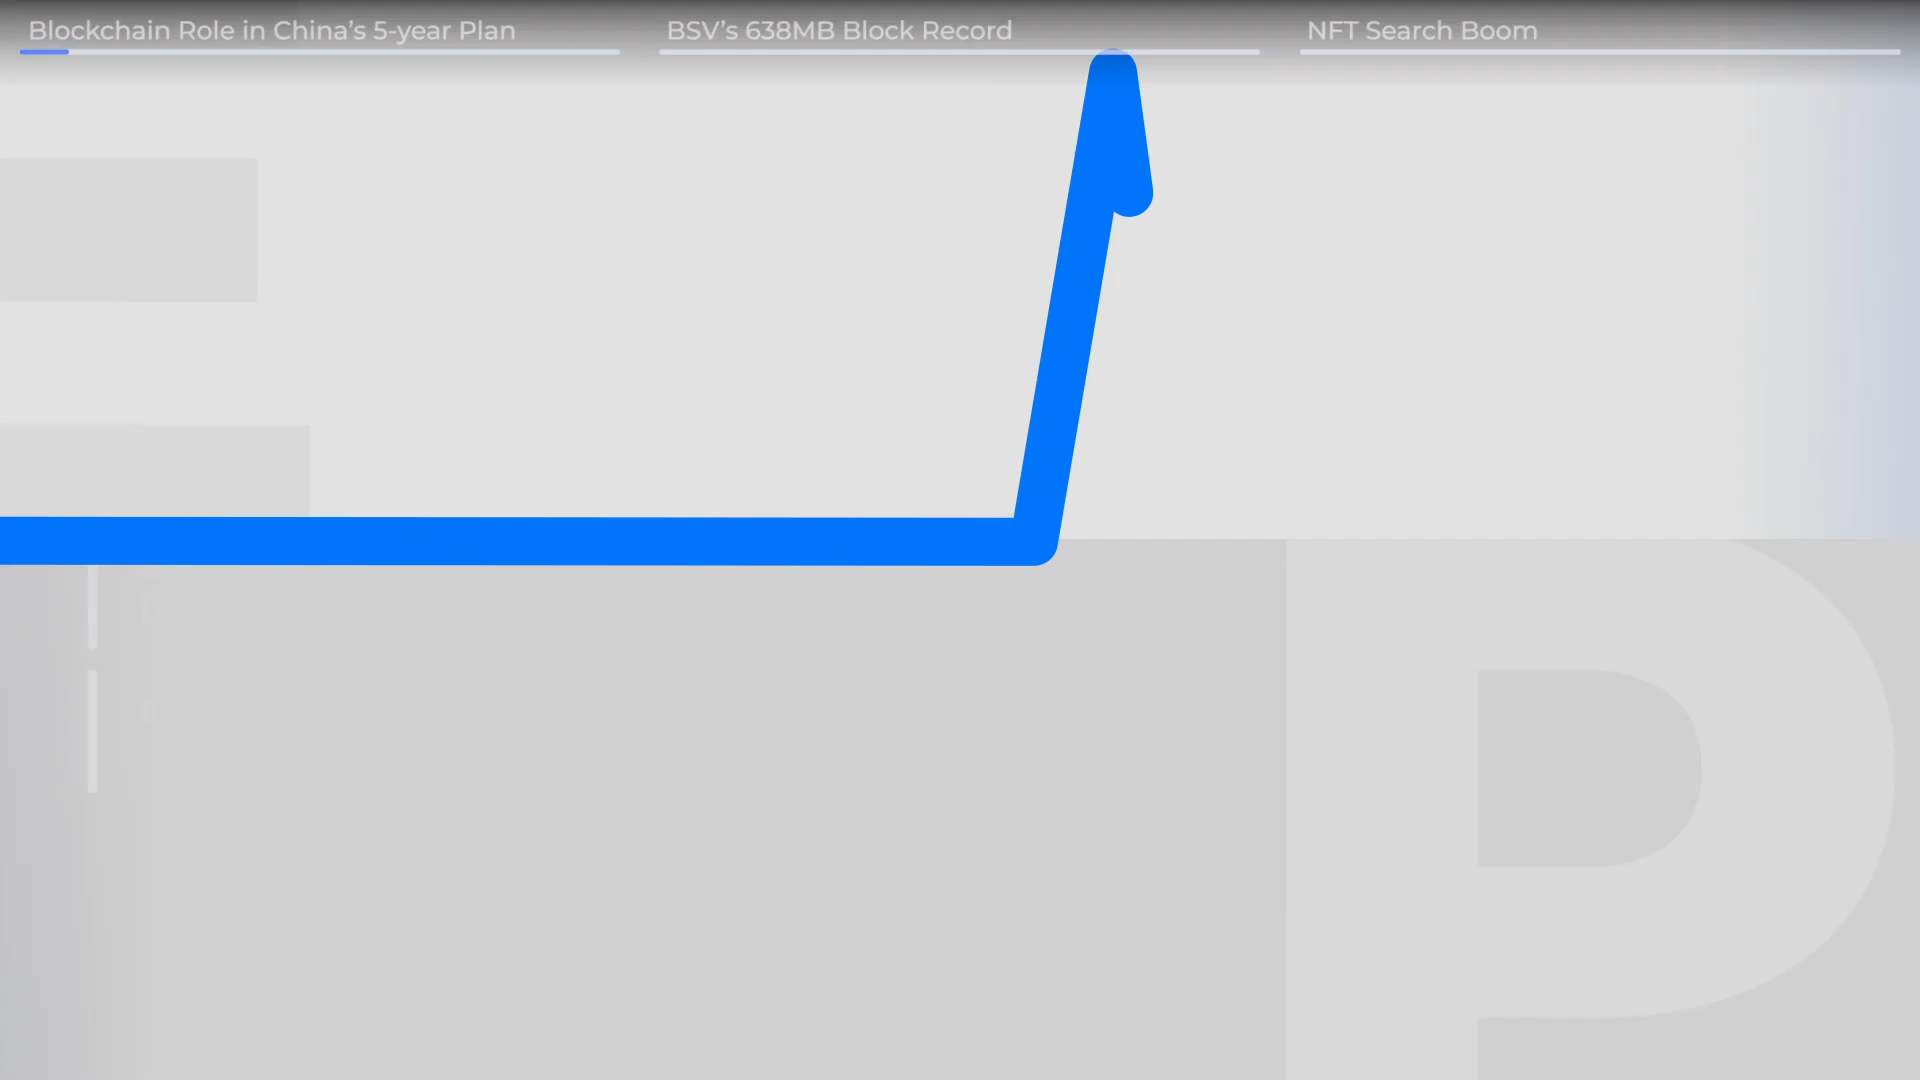 Blockchain Role in China's 5-year Plan
BSV's 638MB Block Record
NFT Search Boom
P